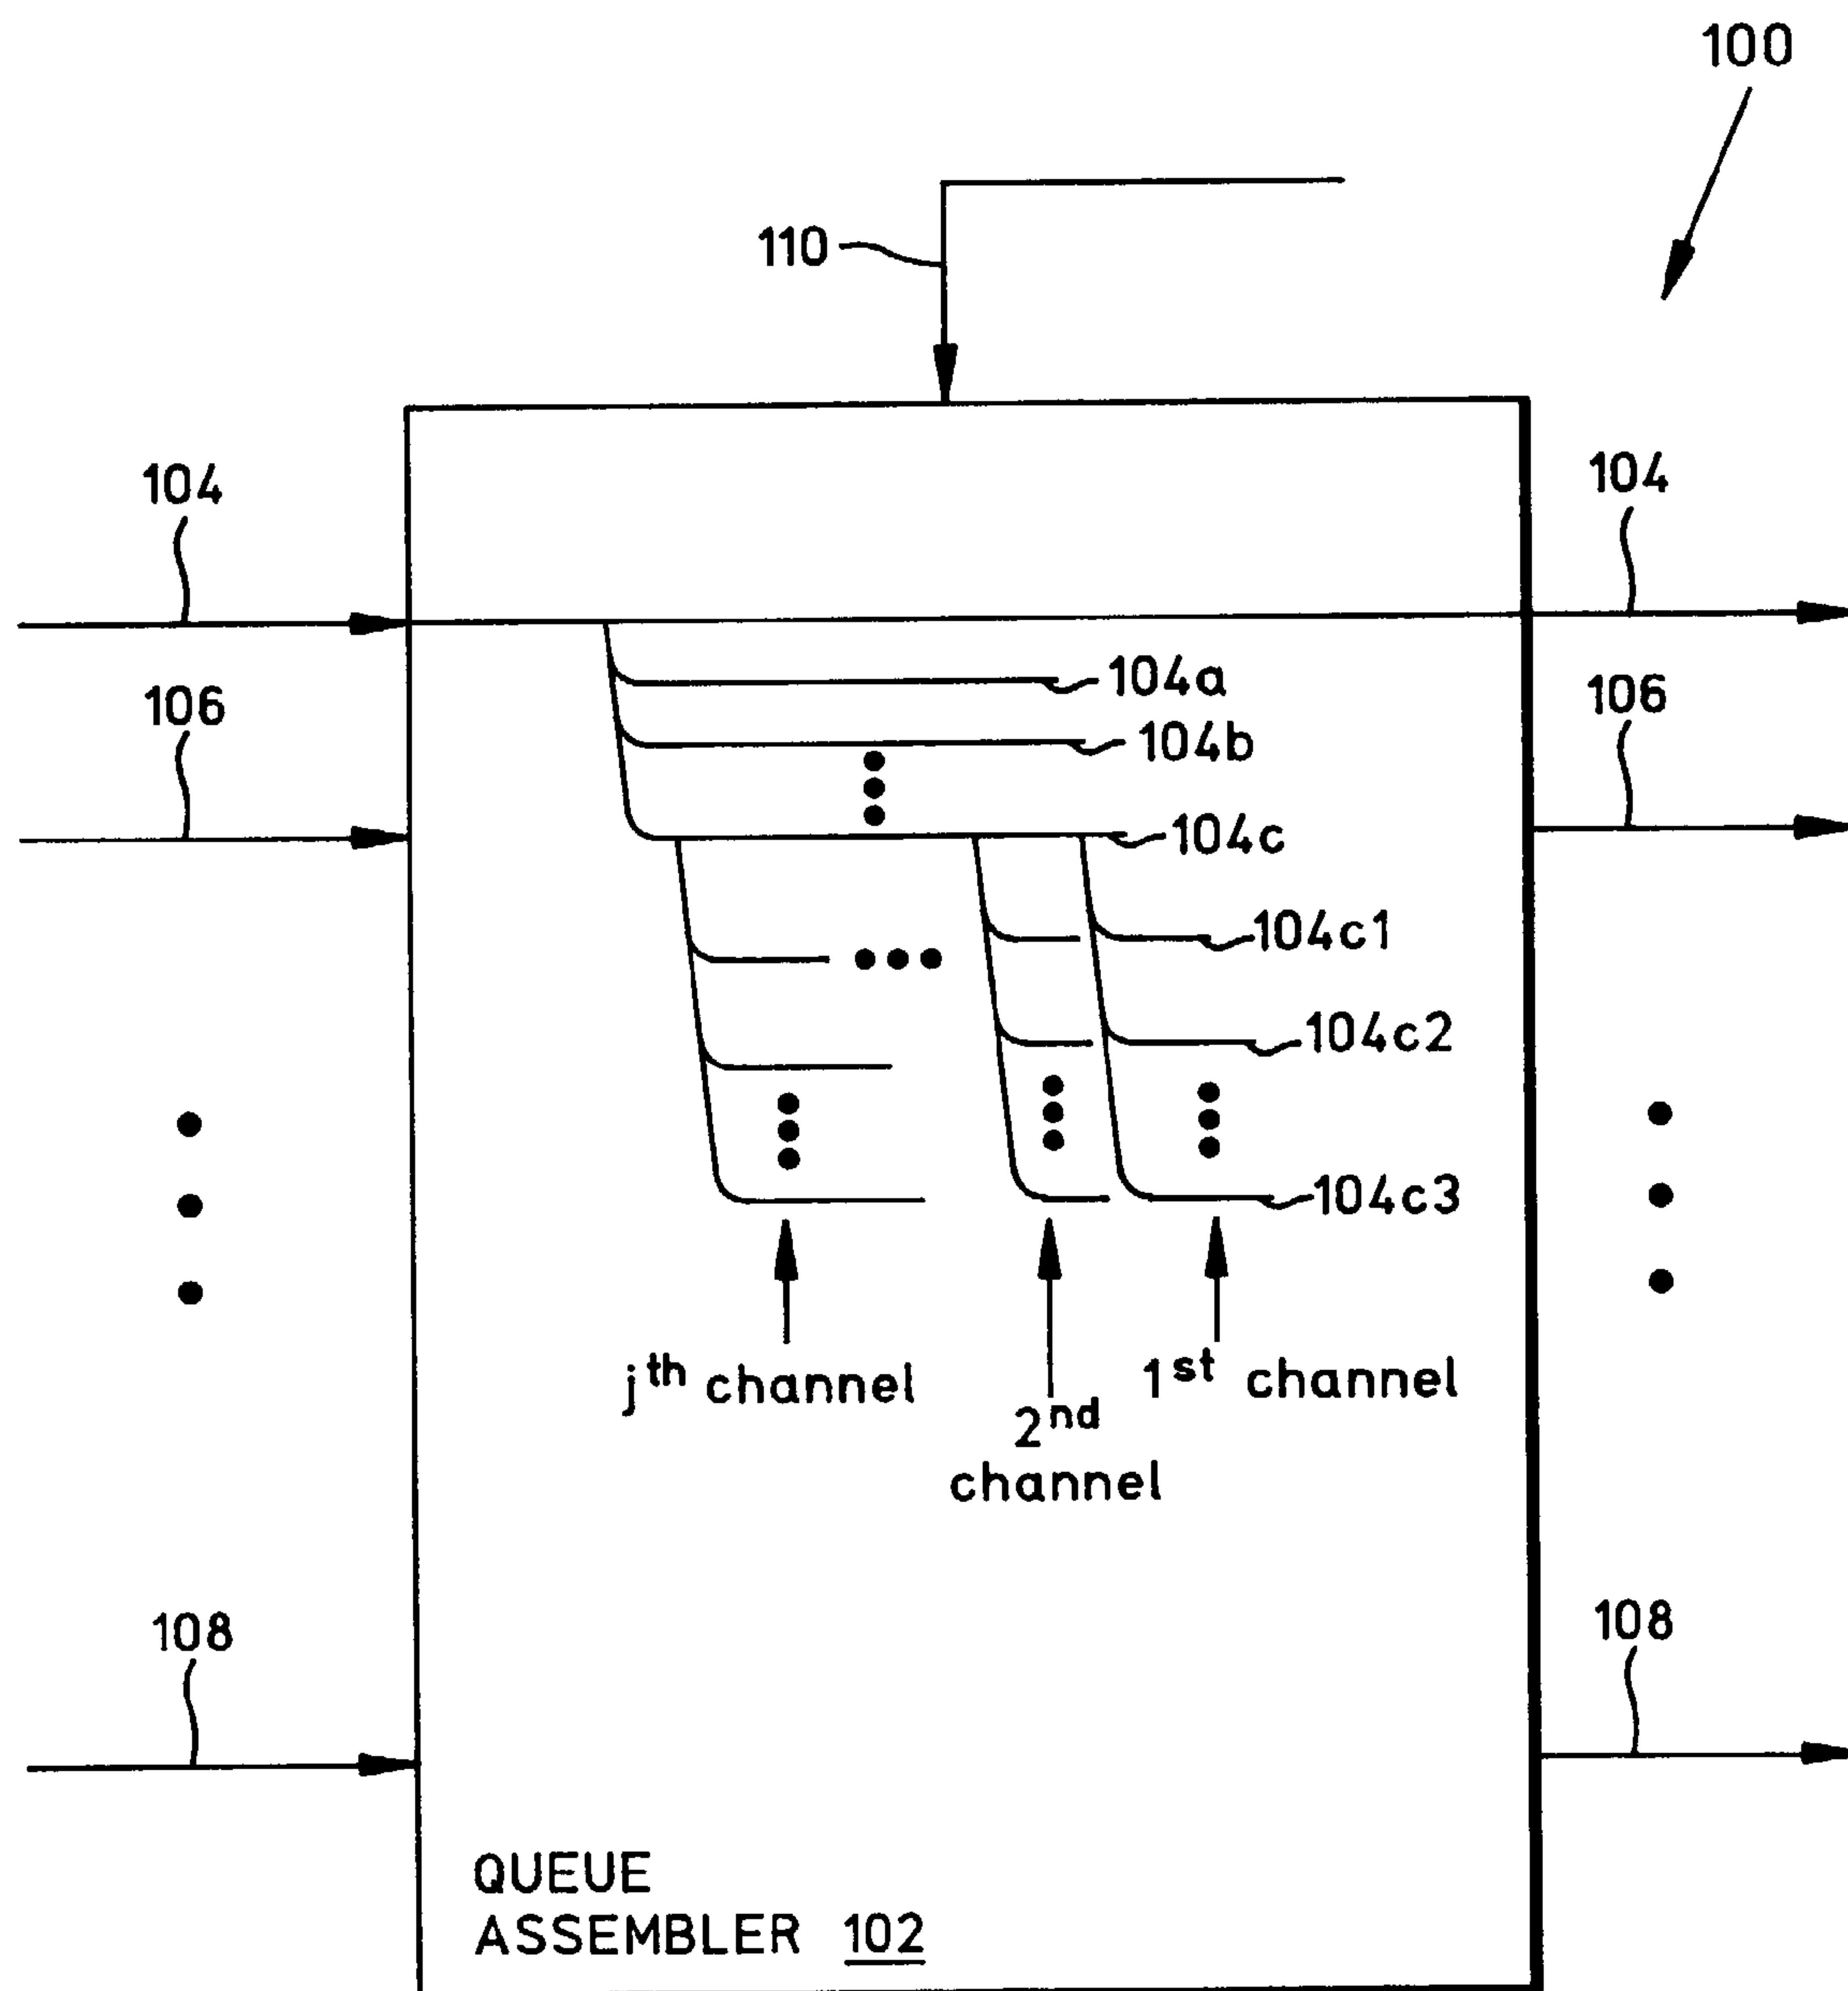 100
110
104
104
104a
106
106
104b
104c
104c1
104c2
104c3
jth channel
1st channel
2nd
channel
108
108
QUEUE
ASSEMBLER 102